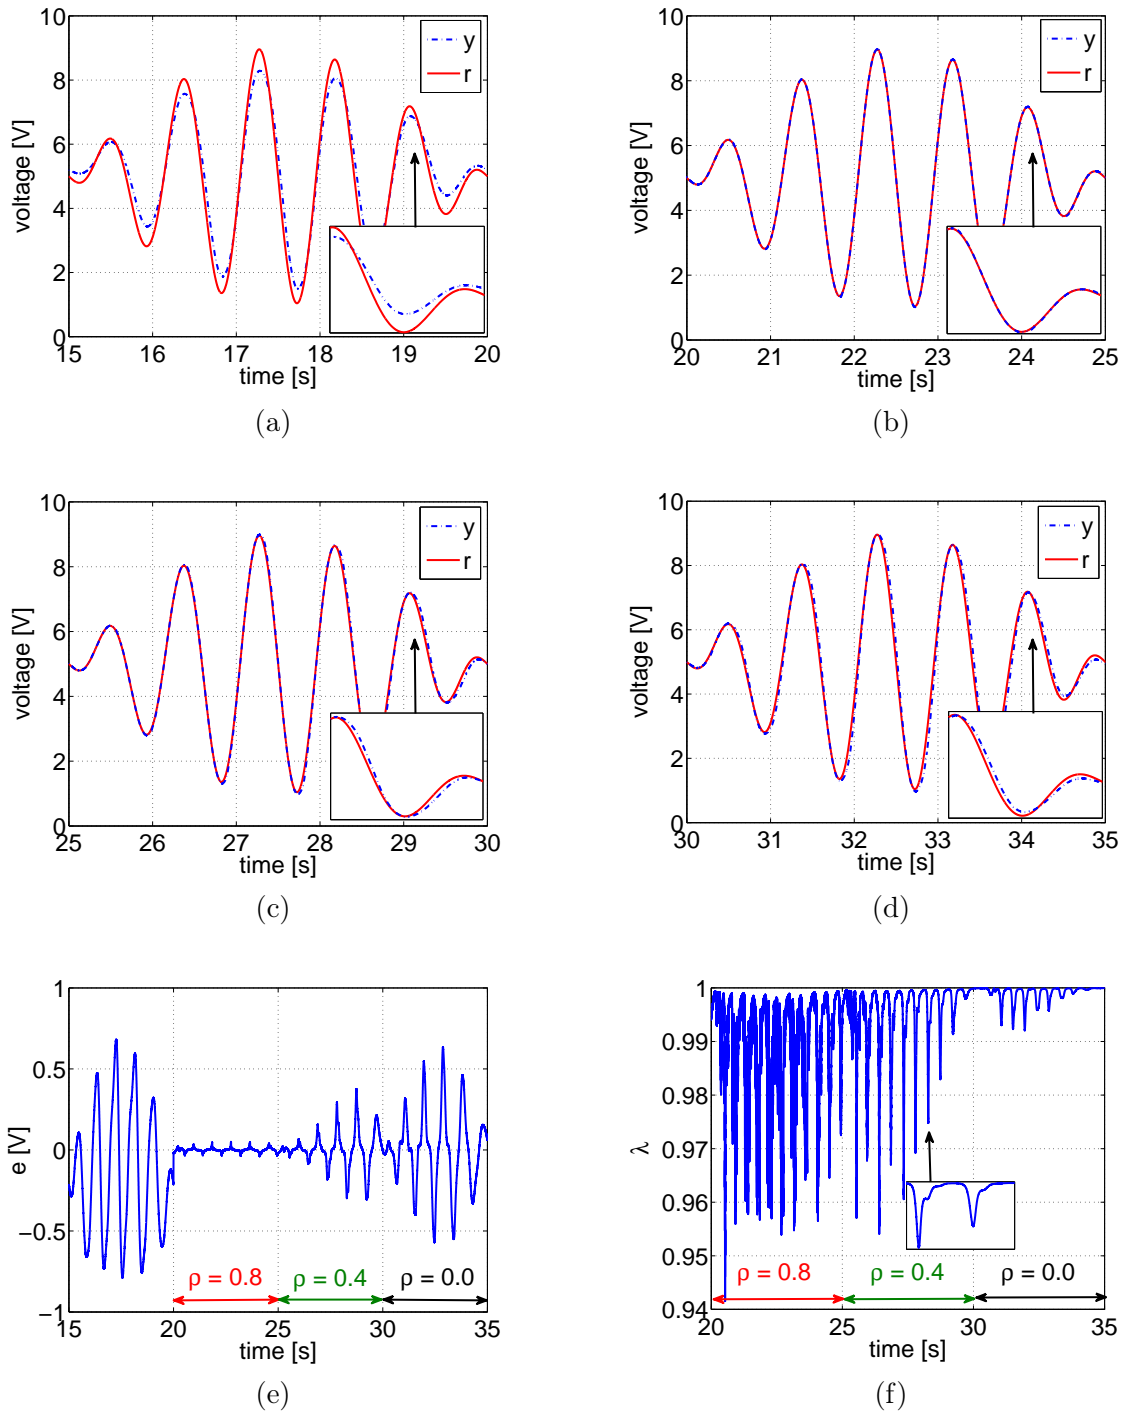 10
8
6
4
2
0
voltage [V]
y
r
15 16 17 18 19 20
time [s]
(a)
10
8
6
4
2
0
voltage [V]
y
r
20 21 22 23 24 25
time [s]
(b)
10
8
6
4
2
0
voltage [V]
y
r
25 26 27 28 29 30
time [s]
(c)
10
8
6
4
2
0
voltage [V]
y
r
30 31 32 33 34 35
time [s]
(d)
1
0.5
0
−0.5
−1
e [V]
ρ = 0.8 ρ = 0.4 ρ = 0.0
15 20 25 30 35
time [s]
(e)
1
0.99
0.98
0.97
0.96
0.95
0.94
λ
ρ = 0.8 ρ = 0.4 ρ = 0.0
20 25 30 35
time [s]
(f)